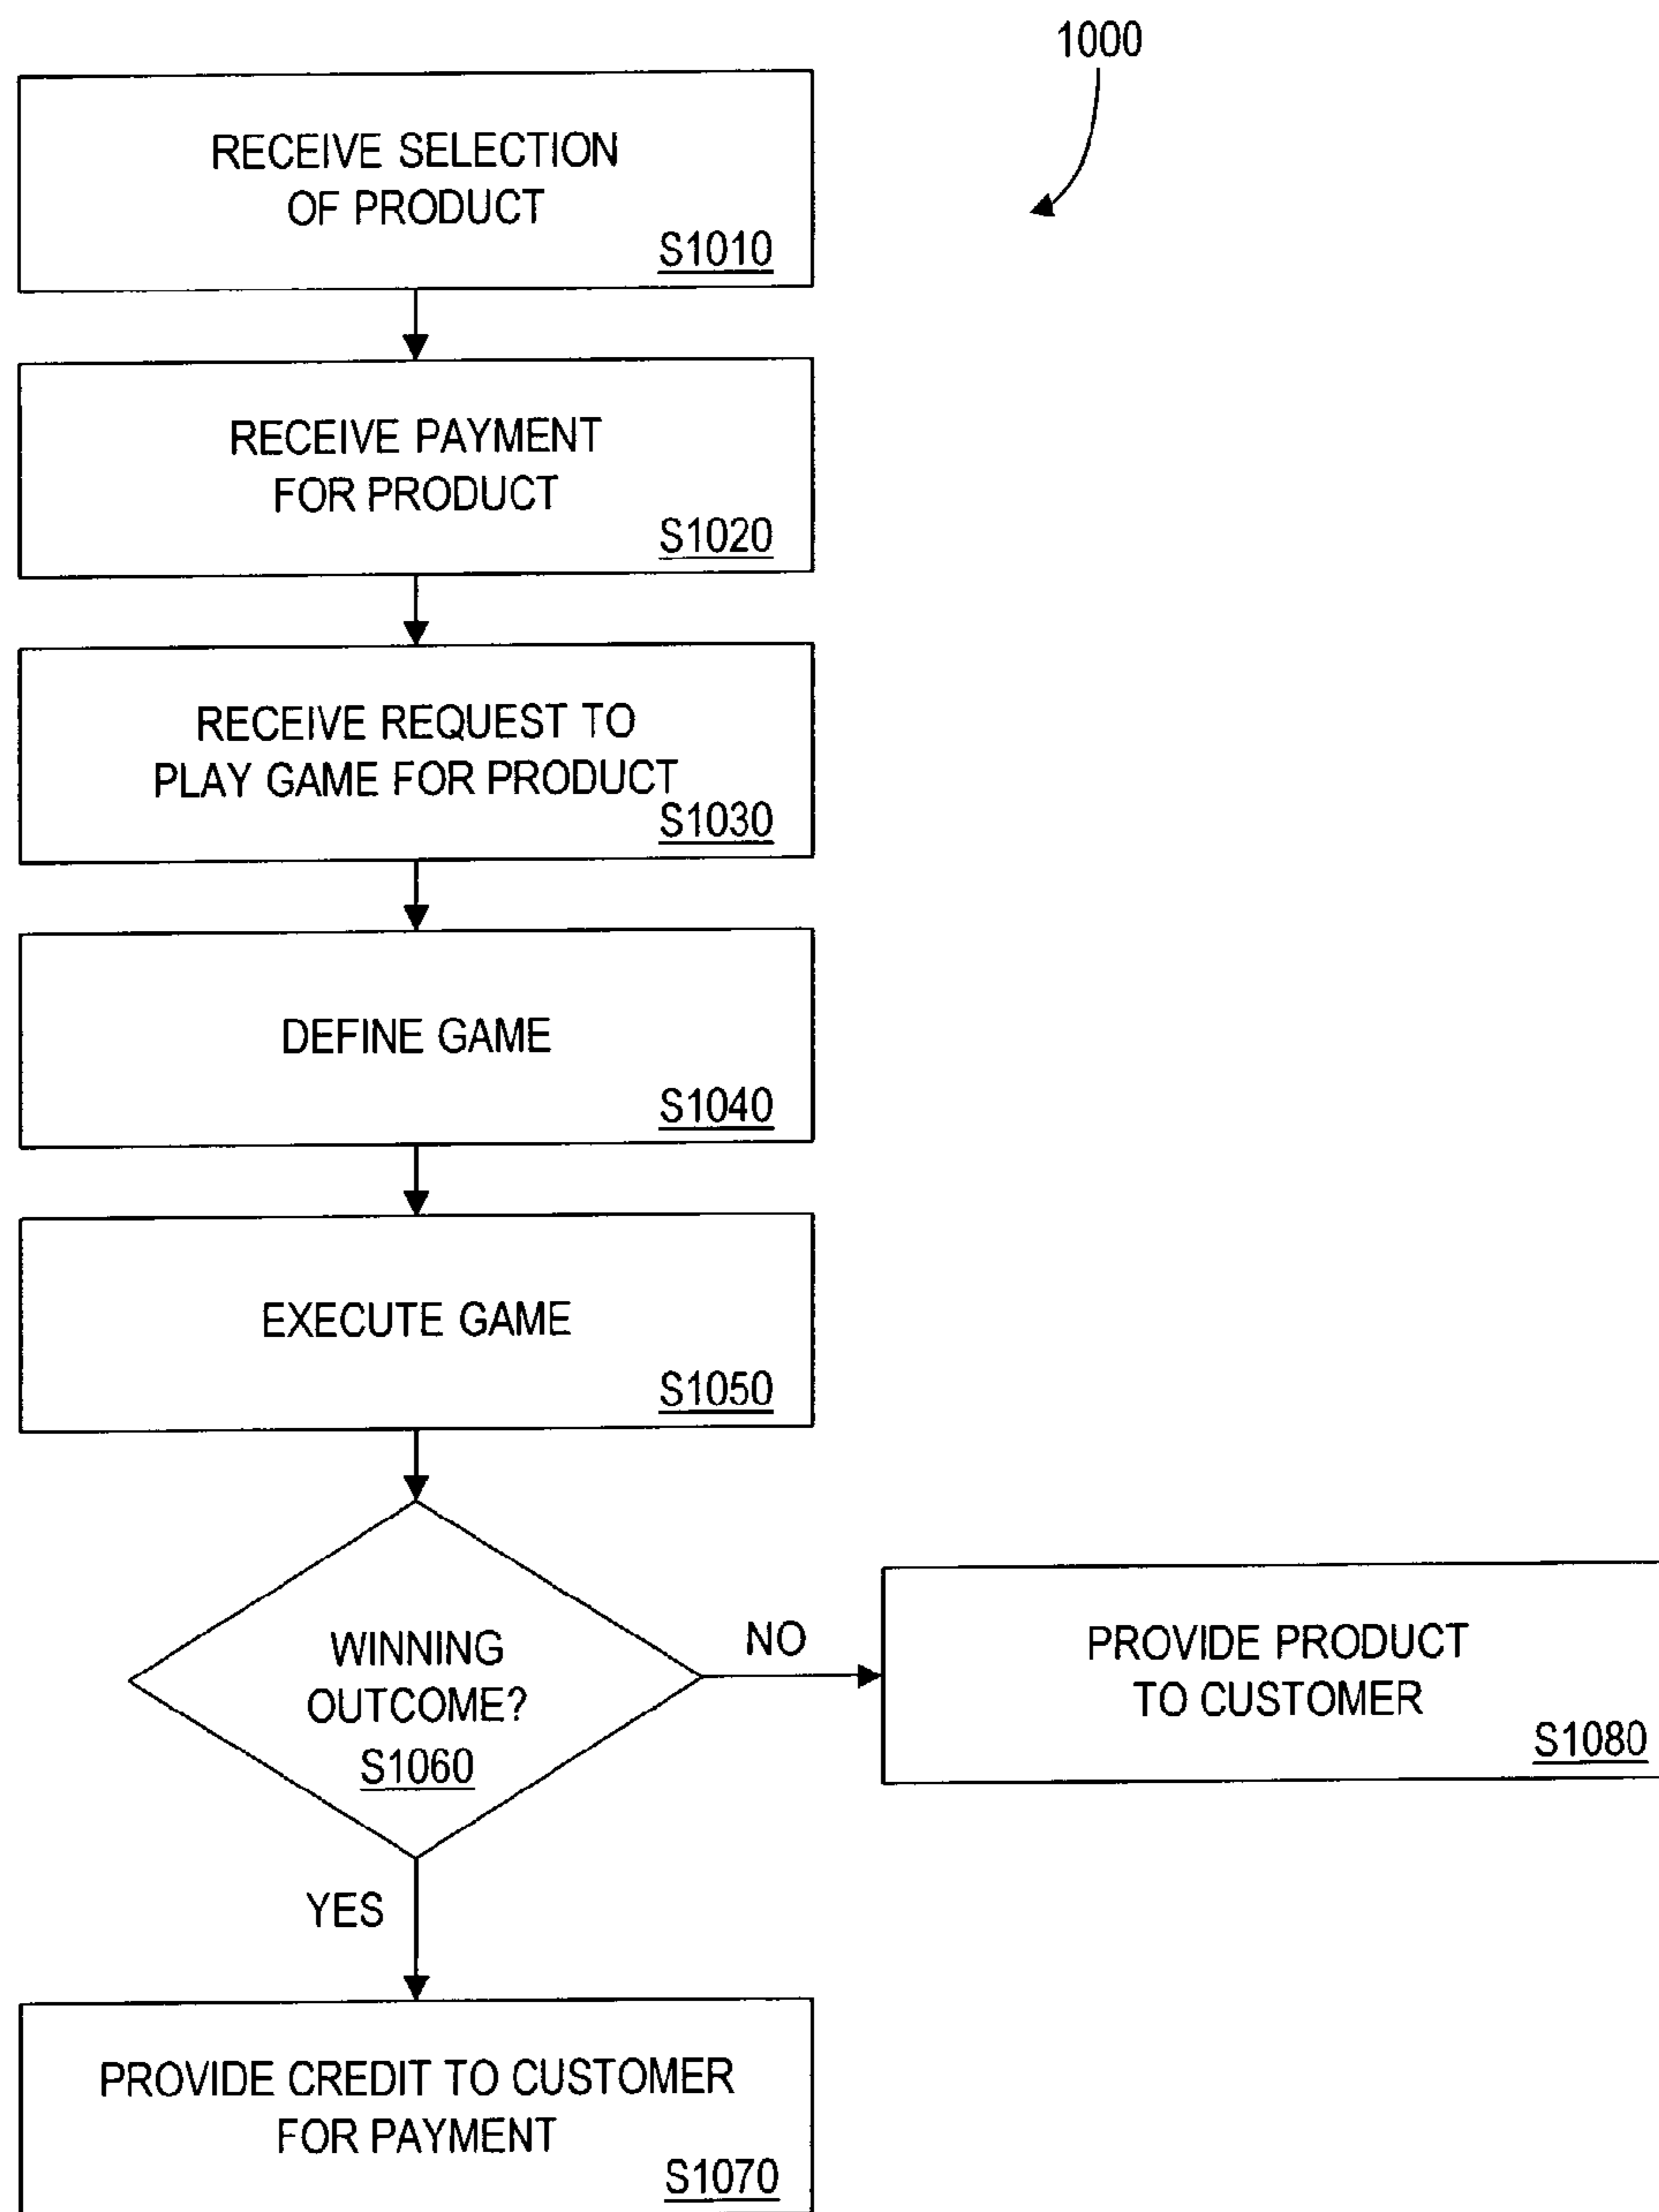 1000
RECEIVE SELECTION
OF PRODUCT
S1010
RECEIVE PAYMENT
FOR PRODUCT
S1020
RECEIVE REQUEST TO
PLAY GAME FOR PRODUCT
S1030
DEFINE GAME
S1040
EXECUTE GAME
S1050
WINNING
OUTCOME?
S1060
NO
PROVIDE PRODUCT
TO CUSTOMER
S1080
YES
PROVIDE CREDIT TO CUSTOMER
FOR PAYMENT
S1070